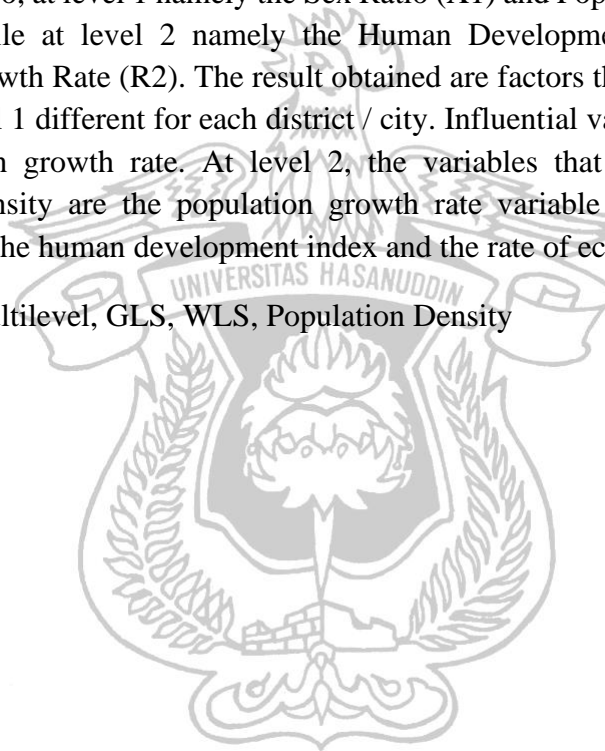 at level 1 namely the Sex Ratio (X1) and Pop
ile at level 2 namely the Human Developme
wth Rate (R2). The result obtained are factors th
1 different for each district / city. Influential va
n growth rate. At level 2, the variables that
nsity are the population growth rate variable
he human development index and the rate of ec
UNIVERSITAS HASANUDDIN
ltilevel, GLS, WLS, Population Density